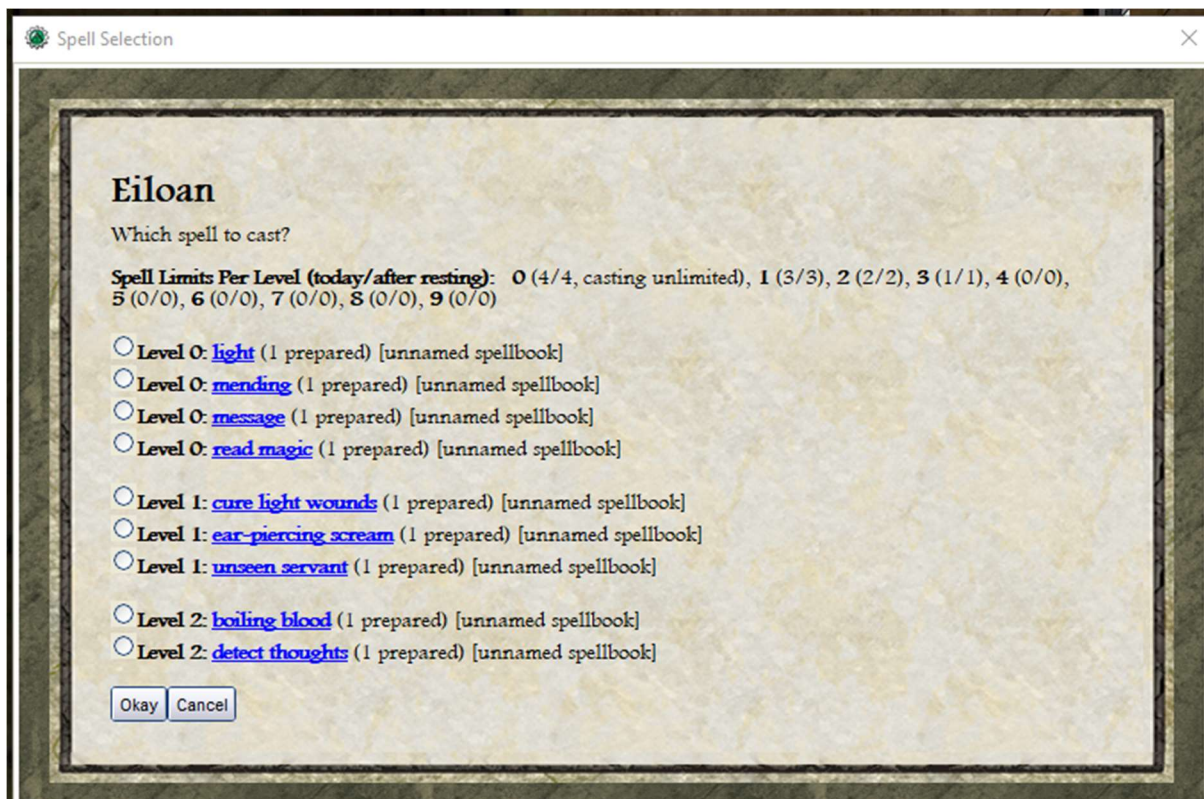 Spell Selection
Eiloan
Which spell to cast?
Spell Limits Per Level (today/after resting): 0 (4/4, casting unlimited), 1 (3/3), 2 (2/2), 3 (1/1), 4 (0/0),
5 (0/0), 6 (0/0), 7 (0/0), 8 (0/0), 9 (0/0)
Level 0: light (1 prepared) [unnamed spellbook]
Level 0: mending (1 prepared) [unnamed spellbook]
Level 0: message (1 prepared) [unnamed spellbook]
Level 0: read magic (1 prepared) [unnamed spellbook]
Level 1: cure light wounds (1 prepared) [unnamed spellbook]
Level 1: ear-piercing scream (1 prepared) [unnamed spellbook]
Level 1: unseen servant (1 prepared) [unnamed spellbook]
Level 2: boiling blood (1 prepared) [unnamed spellbook]
Level 2: detect thoughts (1 prepared) [unnamed spellbook]
Okay Cancel